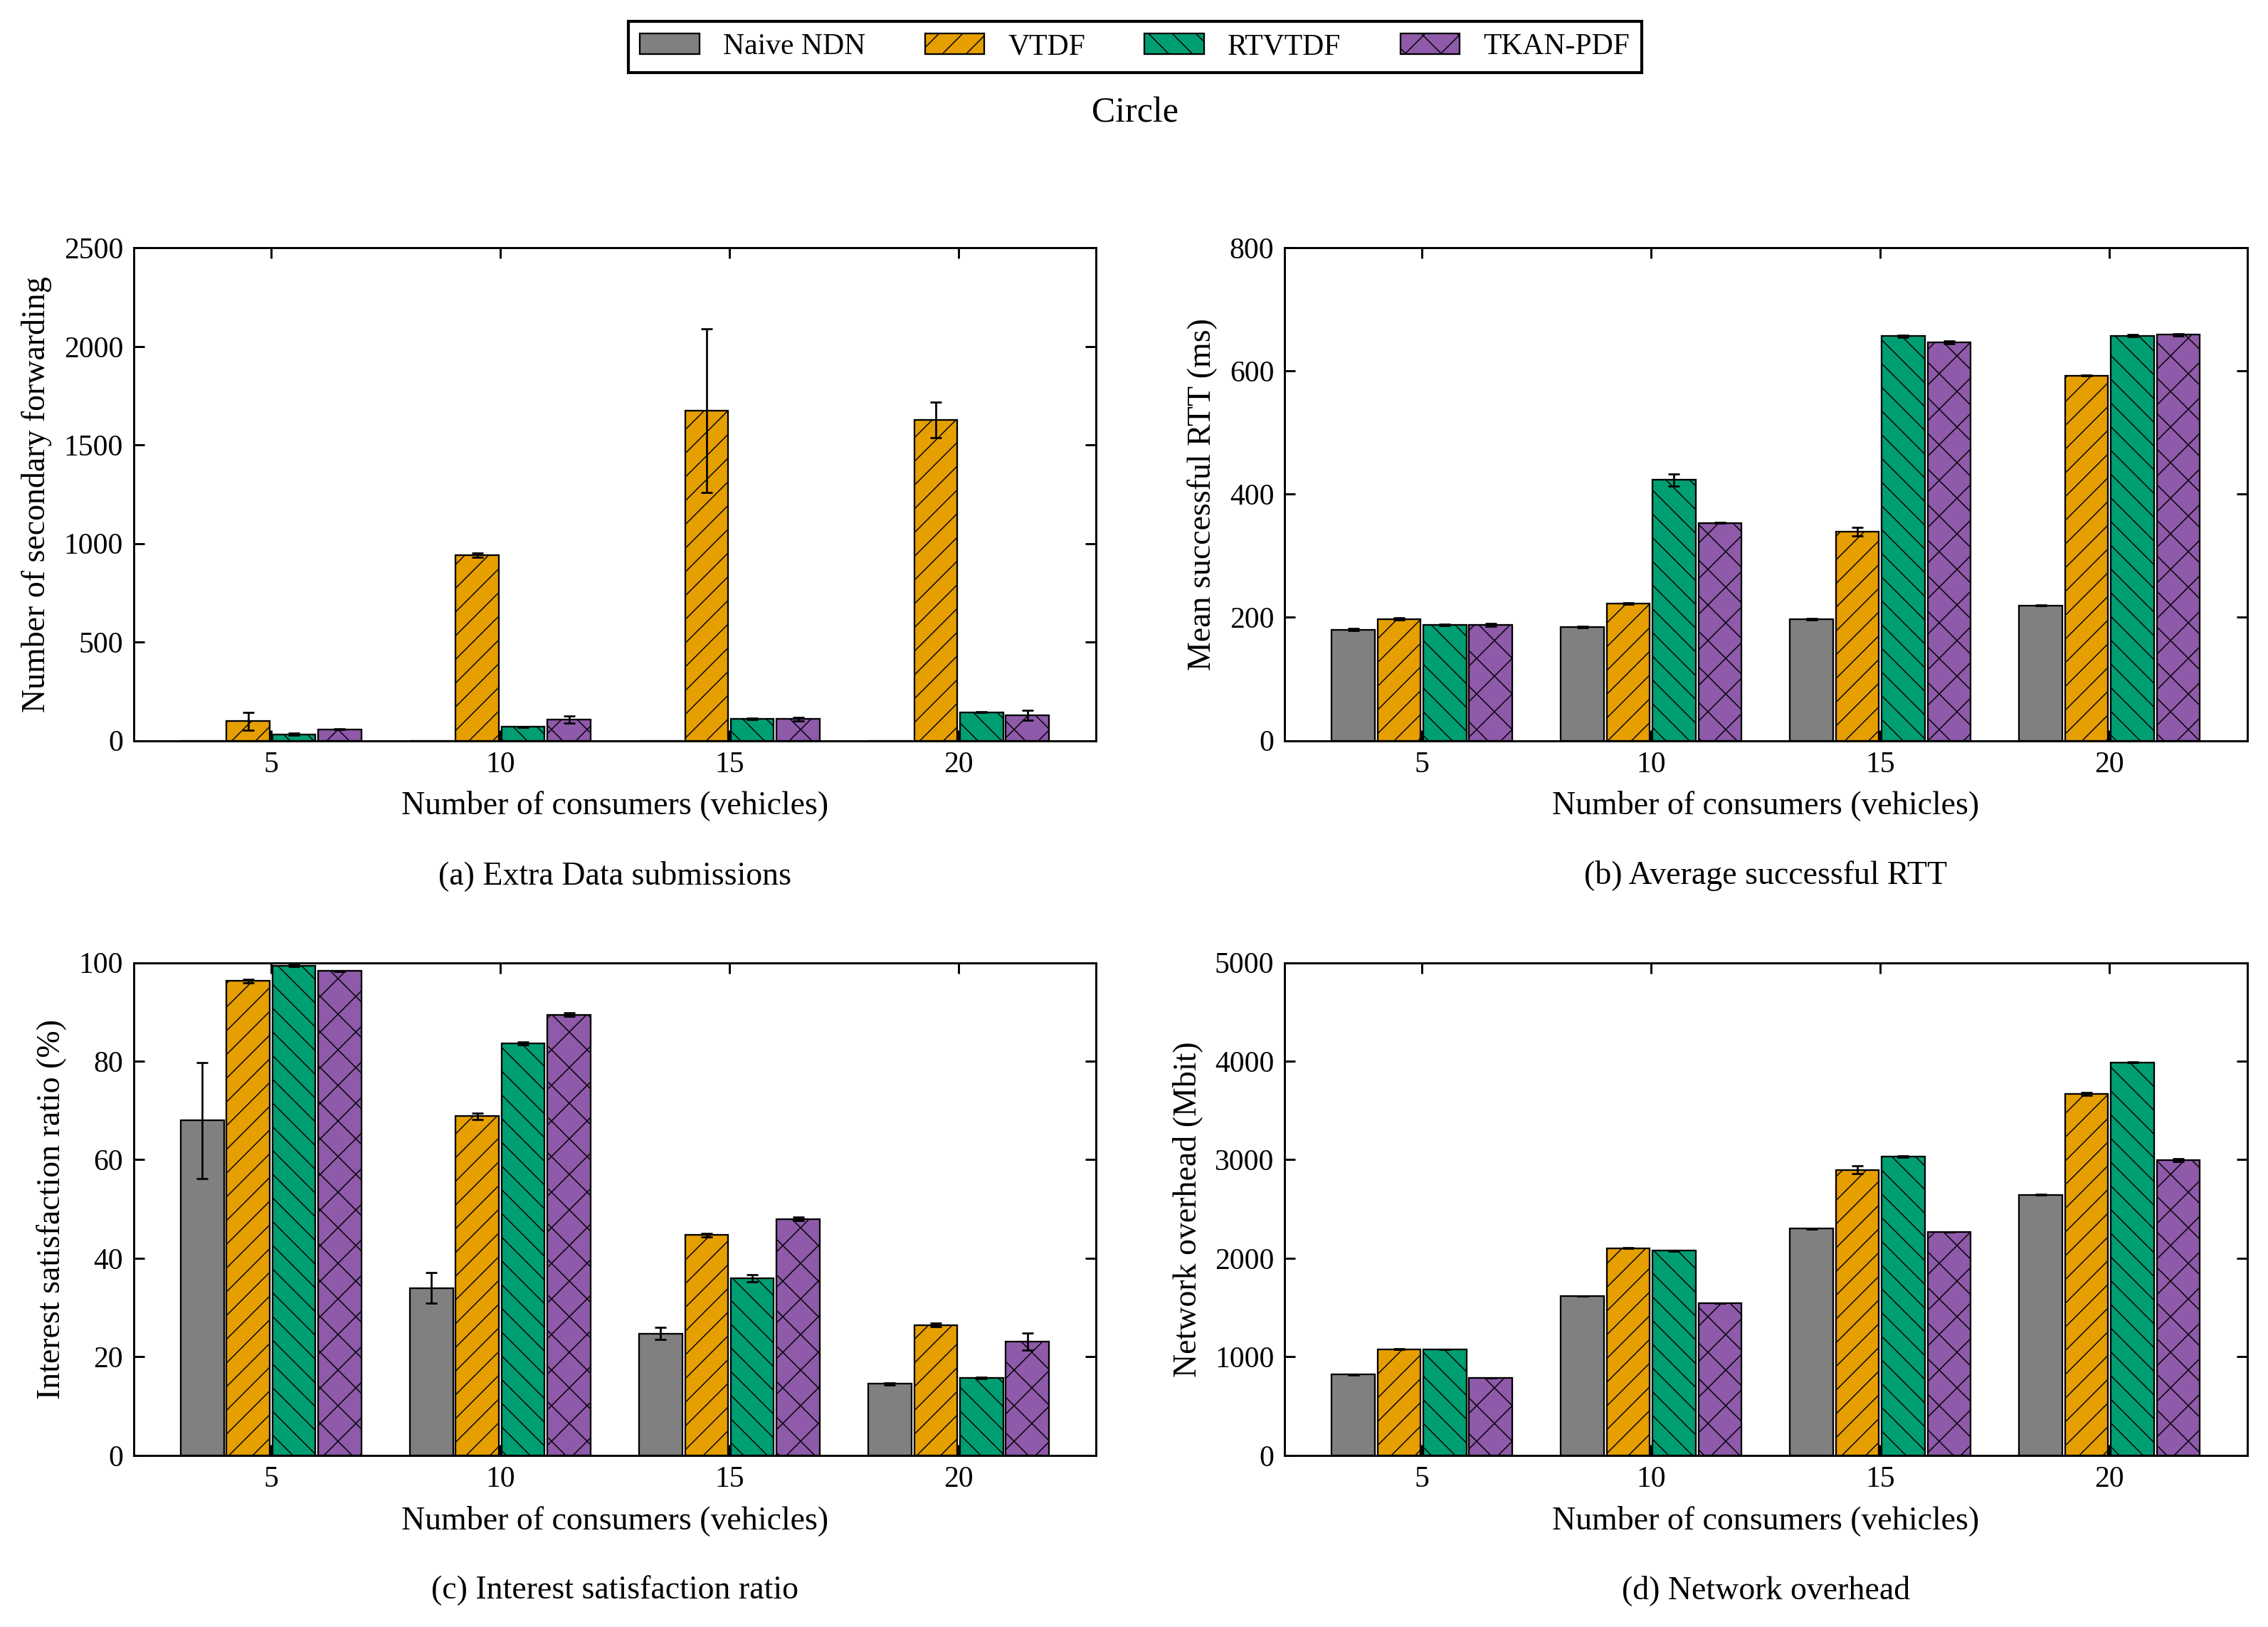 Naive NDN VTDF RTVTDF TKAN-PDF
Circle
Number of secondary forwarding
2500
2000
1500
1000
500
0
5 10 15 20
Number of consumers (vehicles)
(a) Extra Data submissions
Mean successful RTT (ms)
800
600
400
200
0
5 10 15 20
Number of consumers (vehicles)
(b) Average successful RTT
Interest satisfaction ratio (%)
100
80
60
40
20
0
5 10 15 20
Number of consumers (vehicles)
(c) Interest satisfaction ratio
Network overhead (Mbit)
5000
4000
3000
2000
1000
0
5 10 15 20
Number of consumers (vehicles)
(d) Network overhead